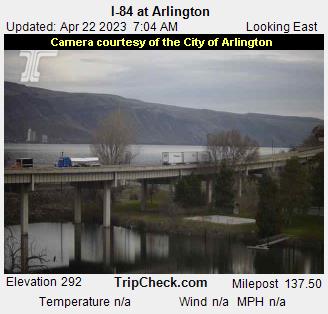 I-84 at Arlington
Updated: Apr 22 2023 7:04 AM Looking East
Camera courtesy of the City of Arlington
Elevation 292 TripCheck.com Milepost 137.50
Temperature n/a Wind n/a MPH n/a